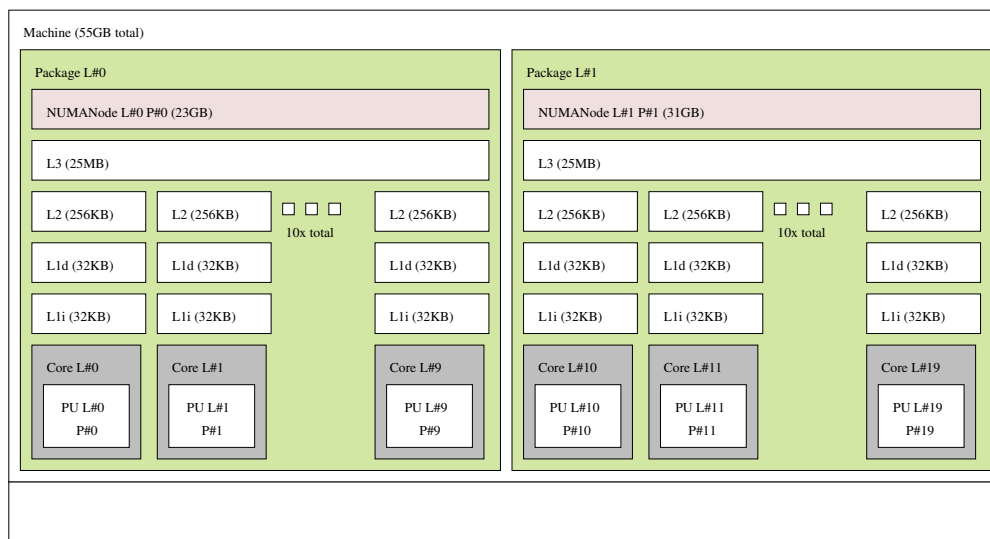 Machine (55GB total)
Package L#0
Package L#1
NUMANode L#0 P#0 (23GB)
NUMANode L#1 P#1 (31GB)
L3 (25MB)
L3 (25MB)
L2 (256KB)
L2 (256KB)
10x total
L2 (256KB)
L2 (256KB)
L2 (256KB)
10x total
L2 (256KB)
L1d (32KB)
L1d (32KB)
L1d (32KB)
L1d (32KB)
L1d (32KB)
L1d (32KB)
L1i (32KB)
L1i (32KB)
L1i (32KB)
L1i (32KB)
L1i (32KB)
L1i (32KB)
Core L#0
Core L#1
Core L#9
Core L#10
Core L#11
Core L#19
PU L#0
P#0
PU L#1
P#1
PU L#9
P#9
PU L#10
P#10
PU L#11
P#11
PU L#19
P#19